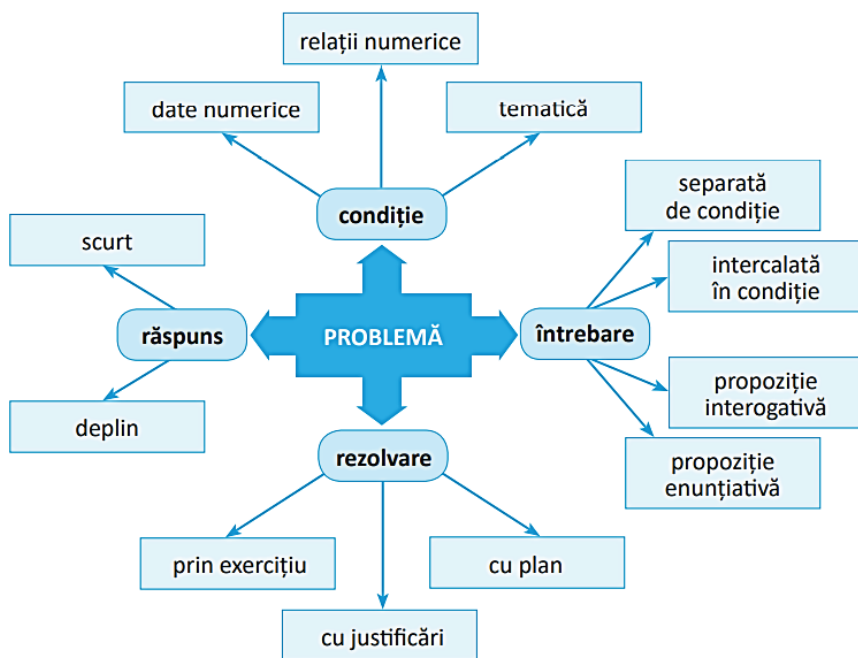 relații numerice
date numerice
tematică
condiție
separată
de condiție
scurt
intercalată
în condiție
răspuns
PROBLEMĂ
întrebare
propoziție
interogativă
deplin
rezolvare
propoziție
enunțiativă
prin exercițiu
cu plan
cu justificări